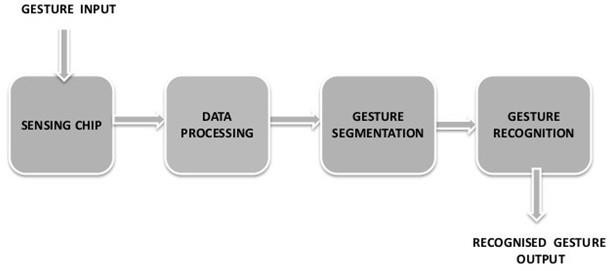 GESTURE INPUT
SENSING CHIP
DATA
PROCESSING
GESTURE
SEGMENTATION
GESTURE
RECOGNITION
RECOGNISED GESTURE
OUTPUT